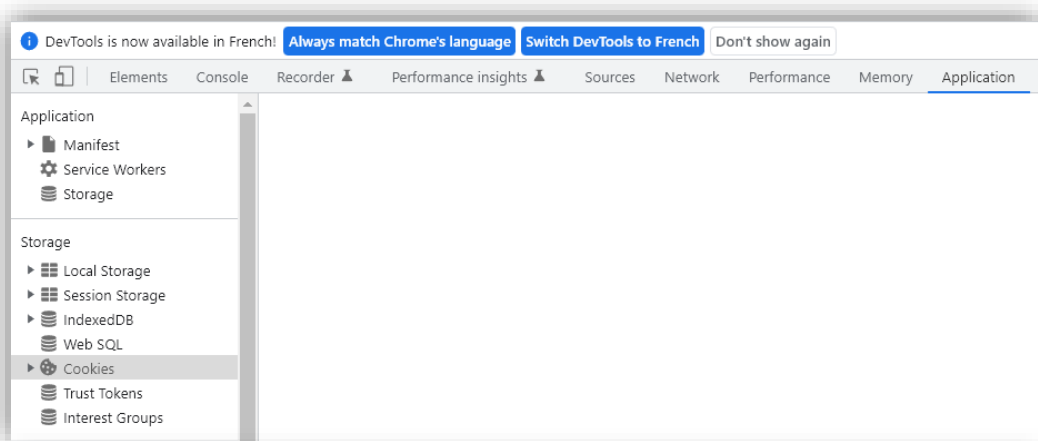 DevTools is now available in French! Always match Chrome's language Switch DevTools to French Don't show again
Elements Console Recorder Performance insights Sources Network Performance Memory Application
Application
Manifest
Service Workers
Storage
Storage
Local Storage
Session Storage
IndexedDB
Web SQL
Cookies
Trust Tokens
Interest Groups